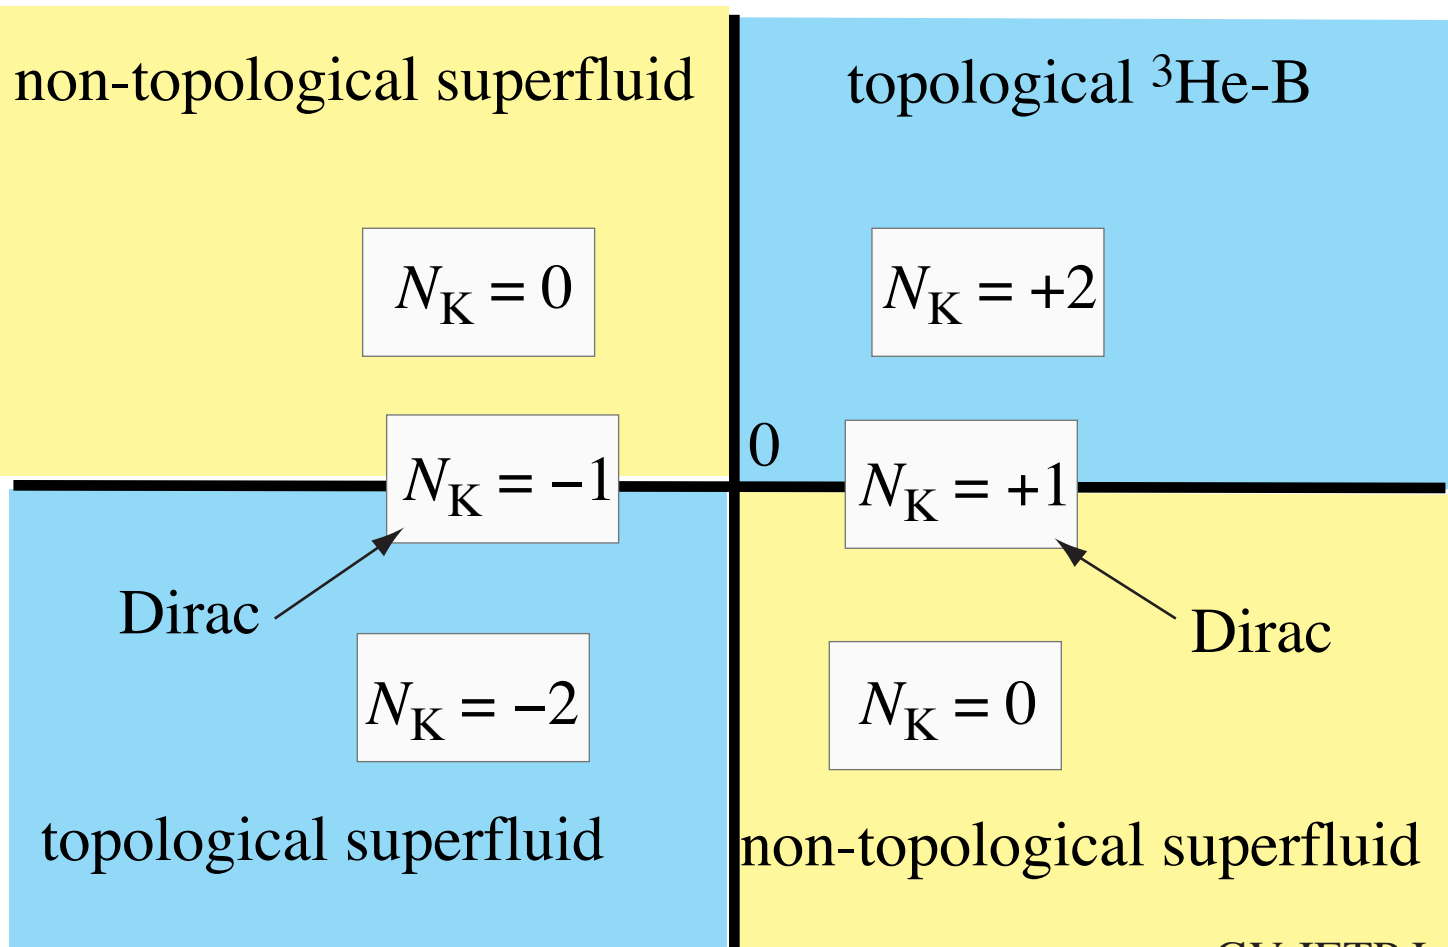 non-topological superfluid
topological ³He-B
N_K = 0
N_K = +2
0
N_K = −1
N_K = +1
Dirac
Dirac
N_K = −2
N_K = 0
topological superfluid
non-topological superfluid